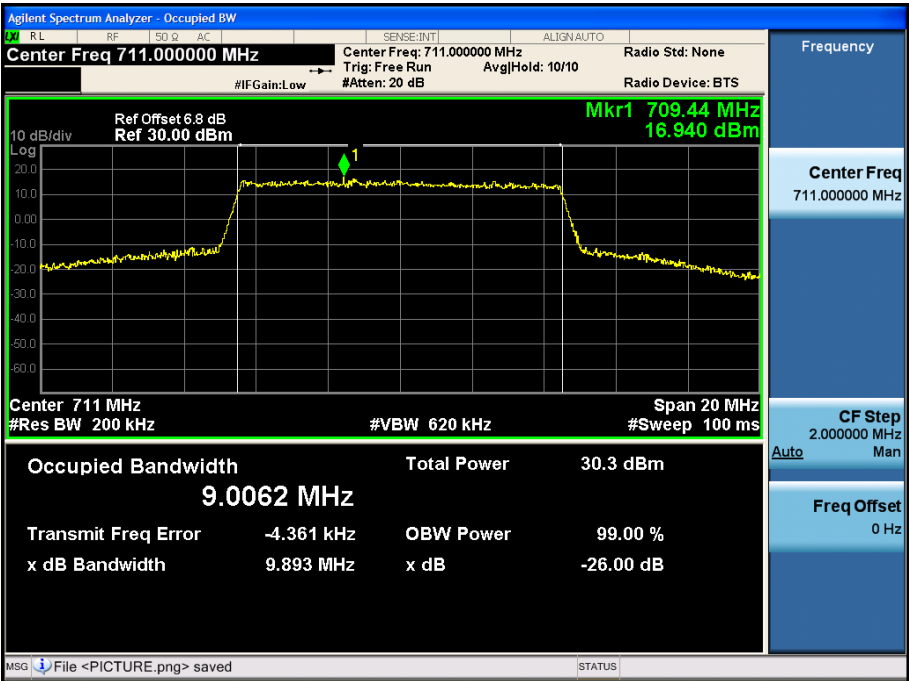 Agilent Spectrum Analyzer - Occupied BW
LXI RL RF 50 Ω AC SENSE:INT ALIGN AUTO
Center Freq 711.000000 MHz
#IFGain:Low
Center Freq: 711.000000 MHz
Trig: Free Run Avg|Hold: 10/10
#Atten: 20 dB
Radio Std: None
Radio Device: BTS
Mkr1 709.44 MHz
16.940 dBm
Ref Offset 6.8 dB
10 dB/div Ref 30.00 dBm
Log
1
20.0
10.0
0.00
-10.0
-20.0
-30.0
-40.0
-50.0
-60.0
Center 711 MHz Span 20 MHz
#Res BW 200 kHz #VBW 620 kHz #Sweep 100 ms
Occupied Bandwidth Total Power 30.3 dBm
9.0062 MHz
Transmit Freq Error -4.361 kHz OBW Power 99.00 %
x dB Bandwidth 9.893 MHz x dB -26.00 dB
Frequency
Center Freq
711.000000 MHz
CF Step
2.000000 MHz
Auto Man
Freq Offset
0 Hz
MSG File <PICTURE.png> saved STATUS